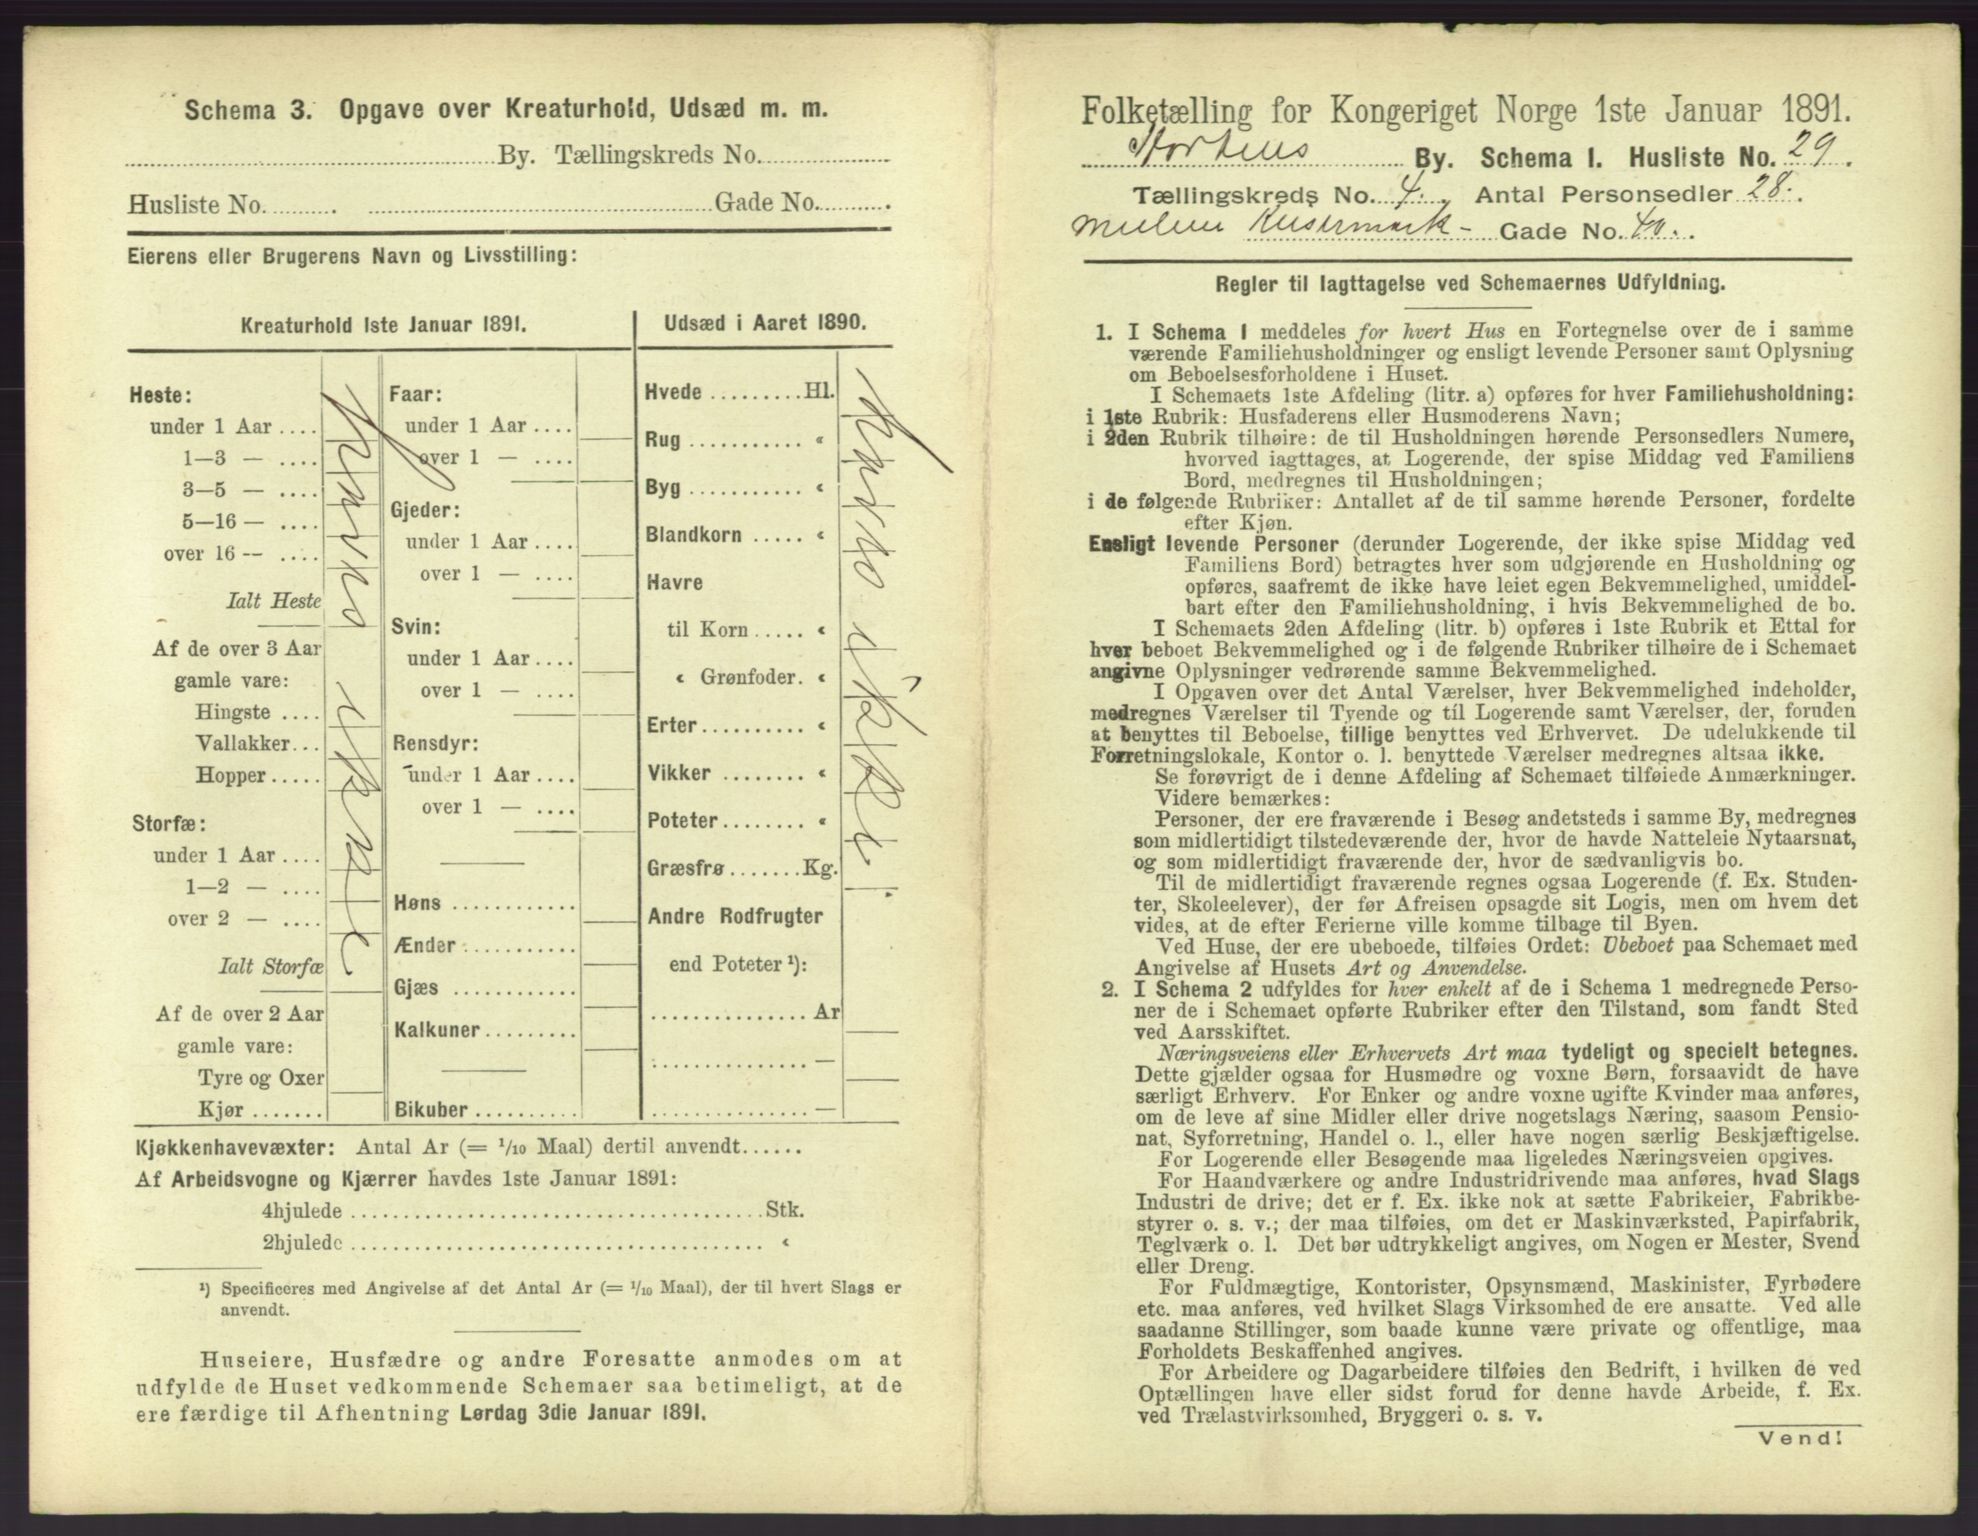 Schema 3. Opgave over Kreaturhold, Udsæd m. m.
By. Tællingskreds No.
Husliste No. Gade No.
Eierens eller Brugerens Navn og Livsstilling:
Kreaturhold 1ste Januar 1891.
Heste:
under 1 Aar ....
1—3 — ....
3—5 — ....
5—16 — ....
over 16 — ....
Ialt Heste
Af de over 3 Aar
gamle vare:
Hingste ....
Vallakker...
Hopper .....
Storfæ:
under 1 Aar ....
1—2 — ....
over 2 — ....
Ialt Storfæ
Af de over 2 Aar
gamle vare:
Tyre og Oxer
Kjør .......
haves ikke
Faar:
under 1 Aar ....
over 1 — ....
Gjeder:
under 1 Aar ....
over 1 — ....
Svin:
under 1 Aar ....
over 1 — ....
Rensdyr:
under 1 Aar ....
over 1 — ....
Høns ............
Ænder ...........
Gjæs ............
Kalkuner.........
Bikuber..........
Udsæd i Aaret 1890.
Hvede .........Hl.
Rug ........... «
Byg ........... «
Blandkorn ..... «
Havre
til Korn ..... «
« Grønfoder. «
Erter.......... «
Vikker ........ «
Poteter........ «
Græsfrø .......Kg.
Andre Rodfrugter
end Poteter ¹):
...............Ar
............... —
............... —
haves ikke.
Kjøkkenhavevæxter: Antal Ar (= 1/10 Maal) dertil anvendt......
Af Arbeidsvogne og Kjærrer havdes 1ste Januar 1891:
4hjulede ........................................Stk.
2hjulede ........................................ «
¹) Specificeres med Angivelse af det Antal Ar (= 1/10 Maal), der til hvert Slags er
anvendt.
Huseiere, Husfædre og andre Foresatte anmodes om at
udfylde de Huset vedkommende Schemaer saa betimeligt, at de
ere færdige til Afhentning Lørdag 3die Januar 1891.
Folketælling for Kongeriget Norge 1ste Januar 1891.
Hortens By. Schema I. Husliste No. 29.
Tællingskreds No. 4. Antal Personsedler 28.
Mellem Gade No. 40.
Regler til Iagttagelse ved Schemaernes Udfyldning.
1. I Schema 1 meddeles for hvert Hus en Fortegnelse over de i samme
værende Familiehusholdninger og ensligt levende Personer samt Oplysning
om Beboelsesforholdene i Huset.
I Schemaets 1ste Afdeling (litr. a) opføres for hver Familiehusholdning:
i 1ste Rubrik: Husfaderens eller Husmoderens Navn;
i 2den Rubrik tilhøire: de til Husholdningen hørende Personsedlers Numere,
hvorved iagttages, at Logerende, der spise Middag ved Familiens
Bord, medregnes til Husholdningen;
i de følgende Rubriker: Antallet af de til samme hørende Personer, fordelte
efter Kjøn.
Ensligt levende Personer (derunder Logerende, der ikke spise Middag ved
Familiens Bord) betragtes hver som udgjørende en Husholdning og
opføres, saafremt de ikke have leiet egen Bekvemmelighed, umiddel-
bart efter den Familiehusholdning, i hvis Bekvemmelighed de bo.
I Schemaets 2den Afdeling (litr. b) opføres i 1ste Rubrik et Ettal for
hver beboet Bekvemmelighed og i de følgende Rubriker tilhøire de i Schemaet
angivne Oplysninger vedrørende samme Bekvemmelighed.
I Opgaven over det Antal Værelser, hver Bekvemmelighed indeholder,
medregnes Værelser til Tyende og til Logerende samt Værelser, der, foruden
at benyttes til Beboelse, tillige benyttes ved Erhvervet. De udelukkende til
Forretningslokale, Kontor o. l. benyttede Værelser medregnes altsaa ikke.
Se forøvrigt de i denne Afdeling af Schemaet tilføiede Anmærkninger.
Videre bemærkes:
Personer, der ere fraværende i Besøg andetsteds i samme By, medregnes
som midlertidigt tilstedeværende der, hvor de havde Natteleie Nytaarsnat,
og som midlertidigt fraværende der, hvor de sædvanligvis bo.
Til de midlertidigt fraværende regnes ogsaa Logerende (f. Ex. Studen-
ter, Skoleelever), der før Afreisen opsagde sit Logis, men om hvem det
vides, at de efter Ferierne ville komme tilbage til Byen.
Ved Huse, der ere ubeboede, tilføies Ordet: Ubeboet paa Schemaet med
Angivelse af Husets Art og Anvendelse.
2. I Schema 2 udfyldes for hver enkelt af de i Schema 1 medregnede Perso-
ner de i Schemaet opførte Rubriker efter den Tilstand, som fandt Sted
ved Aarsskiftet.
Næringsveiens eller Erhvervets Art maa tydeligt og specielt betegnes.
Dette gjælder ogsaa for Husmødre og voxne Børn, forsaavidt de have
særligt Erhverv. For Enker og andre voxne ugifte Kvinder maa anføres,
om de leve af sine Midler eller drive nogetslags Næring, saasom Pensio-
nat, Syforretning, Handel o. l., eller have nogen særlig Beskjæftigelse.
For Logerende eller Besøgende maa ligeledes Næringsveien opgives.
For Haandværkere og andre Industridrivende maa anføres, hvad Slags
Industri de drive; det er f. Ex. ikke nok at sætte Fabrikeier, Fabrikbe-
styrer o. s. v.; der maa tilføies, om det er Maskinværksted, Papirfabrik,
Teglværk o. l. Det bør udtrykkeligt angives, om Nogen er Mester, Svend
eller Dreng.
For Fuldmægtige, Kontorister, Opsynsmænd, Maskinister, Fyrbødere
etc. maa anføres, ved hvilket Slags Virksomhed de ere ansatte. Ved alle
saadanne Stillinger, som baade kunne være private og offentlige, maa
Forholdets Beskaffenhed angives.
For Arbeidere og Dagarbeidere tilføies den Bedrift, i hvilken de ved
Optællingen have eller sidst forud for denne havde Arbeide, f. Ex.
ved Trælastvirksomhed, Bryggeri o. s. v.
Vend!